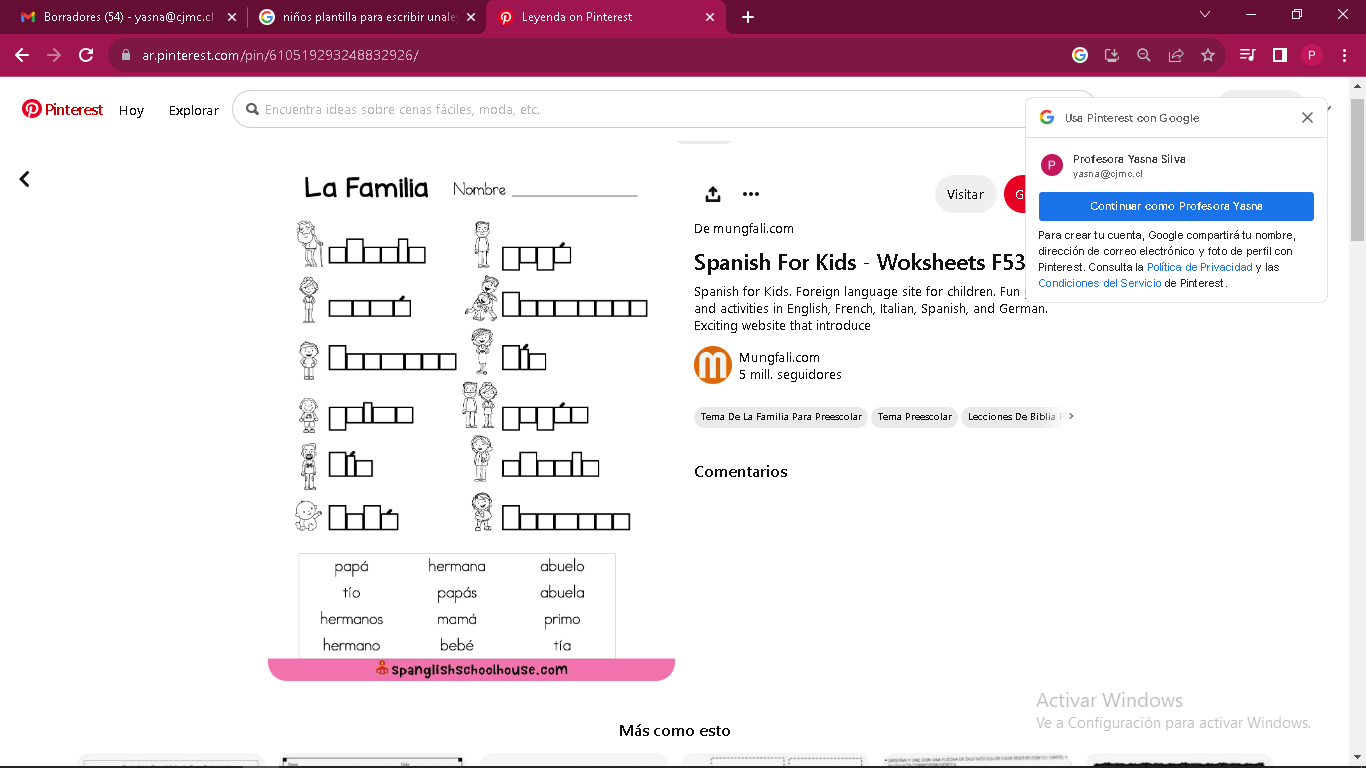 Borradores (54) - yasna@cjmc.cl
niños plantilla para escribir unale
Leyenda on Pinterest
ar.pinterest.com/pin/610519293248832926/
P
Pinterest
Hoy
Explorar
Encuentra ideas sobre cenas fáciles, moda, etc.
Usa Pinterest con Google
P
Profesora Yasna Silva
yasna@cjmc.cl
Continuar como Profesora Yasna
Para crear tu cuenta, Google compartirá tu nombre,
dirección de correo electrónico y foto de perfil con
Pinterest. Consulta la Política de Privacidad y las
Condiciones del Servicio de Pinterest.
La Familia Nombre
Visitar
G
De mungfali.com
Spanish For Kids - Woksheets F53
Spanish for Kids. Foreign language site for children. Fun
and activities in English, French, Italian, Spanish, and German.
Exciting website that introduce
m
Mungfali.com
5 mill. seguidores
Tema De La Familia Para Preescolar
Tema Preescolar
Lecciones De Biblia
Comentarios
papá hermana abuelo
tío papás abuela
hermanos mamá primo
hermano bebé tía
spanglishschoolhouse.com
Más como esto
Activar Windows
Ve a Configuración para activar Windows.